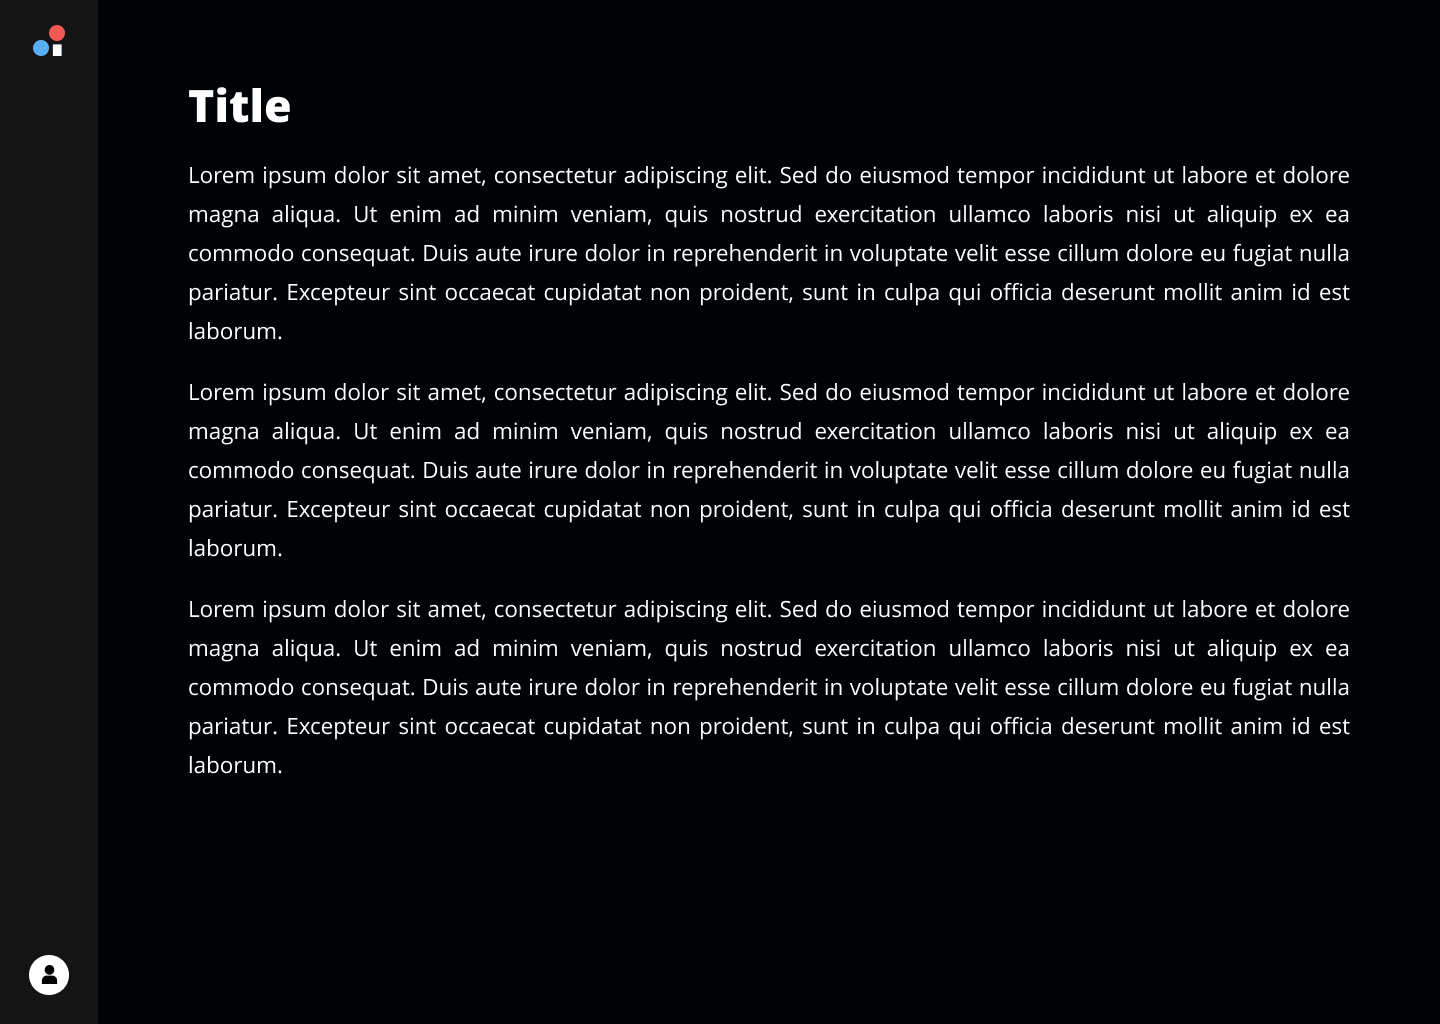 Title
Lorem ipsum dolor sit amet, consectetur adipiscing elit. Sed do eiusmod tempor incididunt ut labore et dolore
magna aliqua. Ut enim ad minim veniam, quis nostrud exercitation ullamco laboris nisi ut aliquip ex ea
commodo consequat. Duis aute irure dolor in reprehenderit in voluptate velit esse cillum dolore eu fugiat nulla
pariatur. Excepteur sint occaecat cupidatat non proident, sunt in culpa qui officia deserunt mollit anim id est
laborum.
Lorem ipsum dolor sit amet, consectetur adipiscing elit. Sed do eiusmod tempor incididunt ut labore et dolore
magna aliqua. Ut enim ad minim veniam, quis nostrud exercitation ullamco laboris nisi ut aliquip ex ea
commodo consequat. Duis aute irure dolor in reprehenderit in voluptate velit esse cillum dolore eu fugiat nulla
pariatur. Excepteur sint occaecat cupidatat non proident, sunt in culpa qui officia deserunt mollit anim id est
laborum.
Lorem ipsum dolor sit amet, consectetur adipiscing elit. Sed do eiusmod tempor incididunt ut labore et dolore
magna aliqua. Ut enim ad minim veniam, quis nostrud exercitation ullamco laboris nisi ut aliquip ex ea
commodo consequat. Duis aute irure dolor in reprehenderit in voluptate velit esse cillum dolore eu fugiat nulla
pariatur. Excepteur sint occaecat cupidatat non proident, sunt in culpa qui officia deserunt mollit anim id est
laborum.